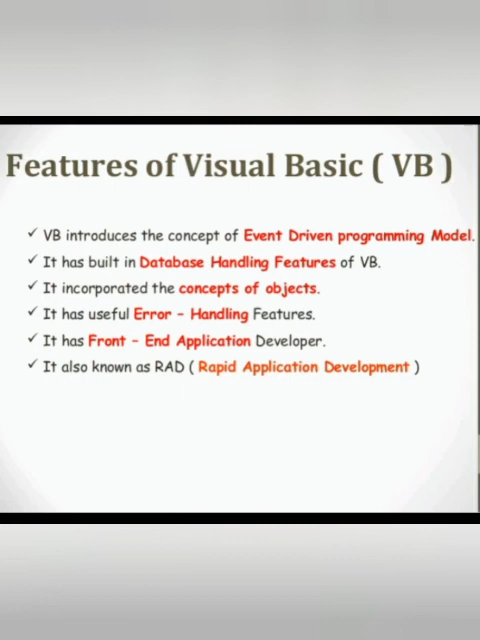 Features of Visual Basic ( VB )
✓ VB introduces the concept of Event Driven programming Model.
✓ It has built in Database Handling Features of VB.
✓ It incorporated the concepts of objects.
✓ It has useful Error - Handling Features.
✓ It has Front - End Application Developer.
✓ It also known as RAD ( Rapid Application Development )